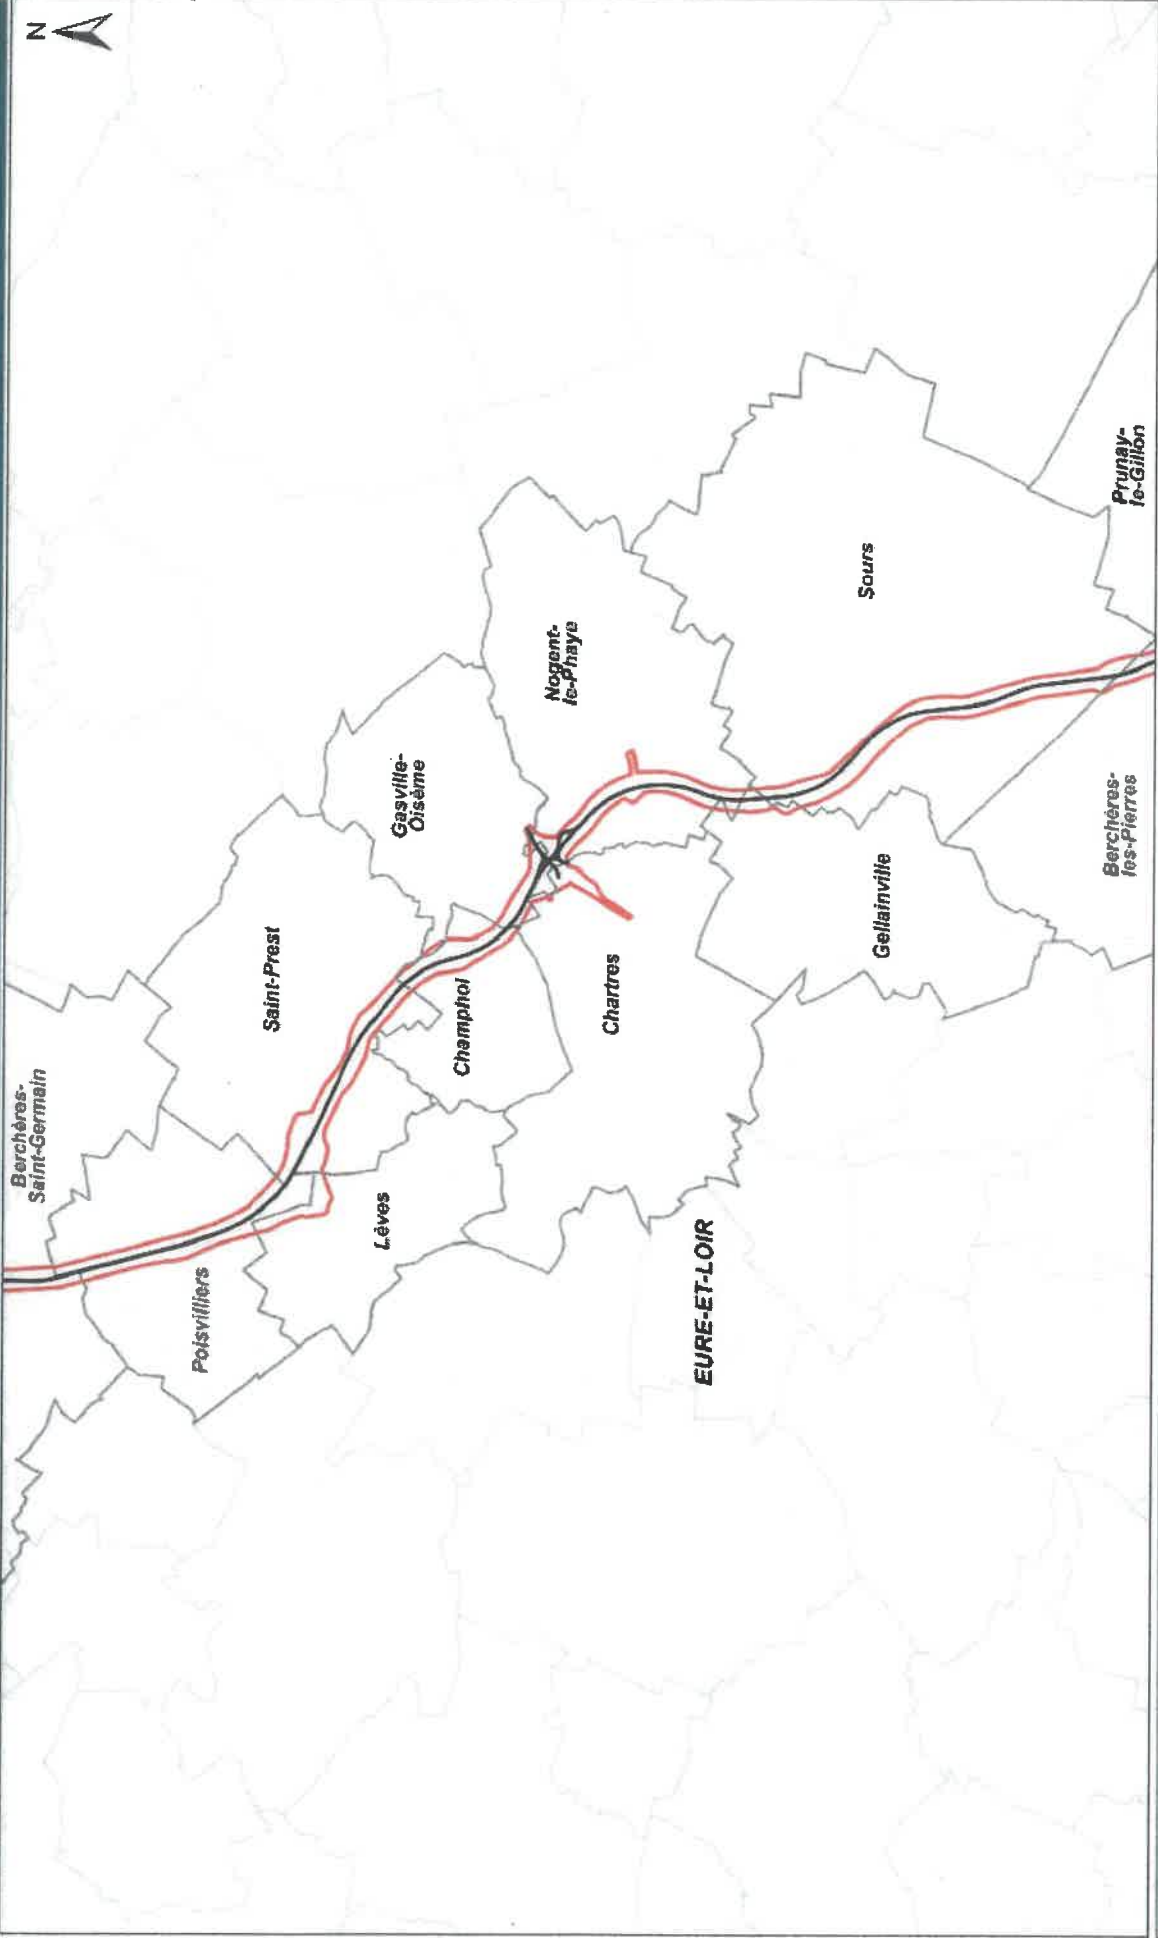 N
Berchères-
Saint-Germain
Poisvilliers
Saint-Prest
Lèves
Gasville-
Oisème
Champhol
Nogent-
le-Phaye
Chartres
EURE-ET-LOIR
Sours
Gellainville
Berchères-
les-Pierres
Prunay-
le-Gillon